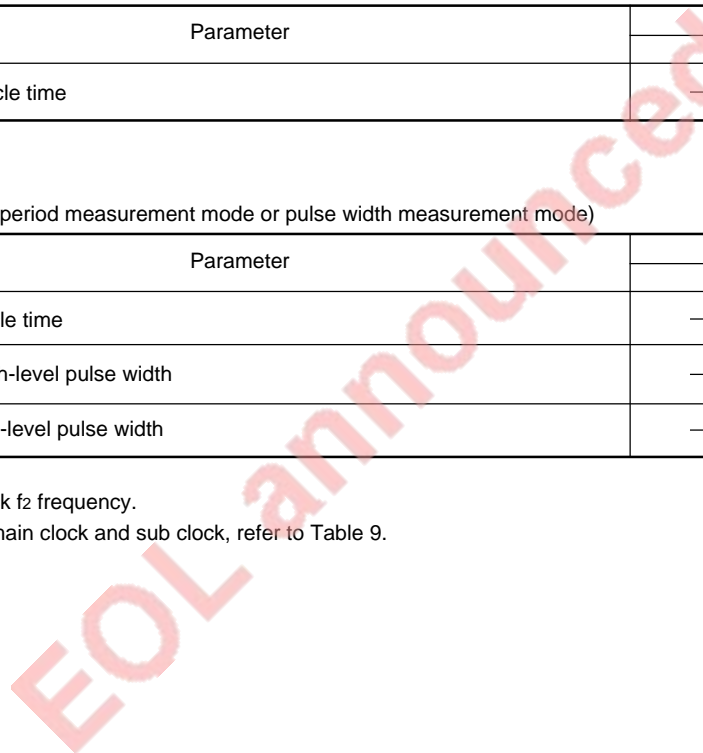 Parameter
cle time
period measurement mode or pulse width measurement mode)
Parameter
le time
-level pulse width
-level pulse width
k f2 frequency.
main clock and sub clock, refer to Table 9.
EOL announced